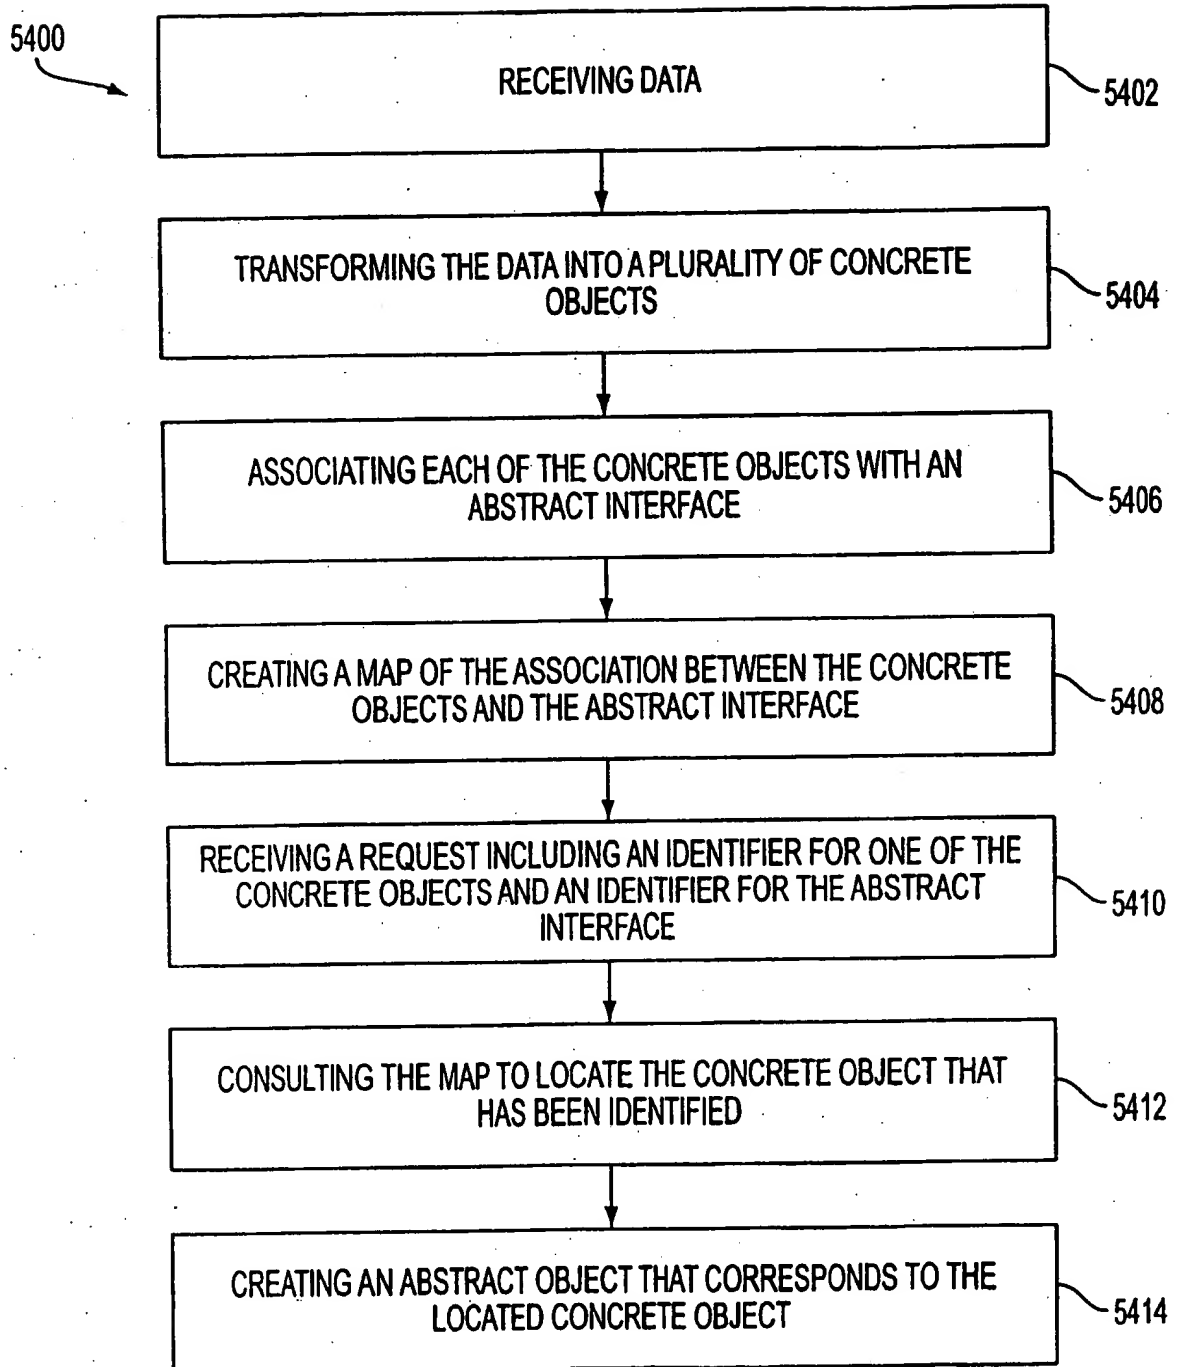 5400
RECEIVING DATA
5402
TRANSFORMING THE DATA INTO A PLURALITY OF CONCRETE
OBJECTS
5404
ASSOCIATING EACH OF THE CONCRETE OBJECTS WITH AN
ABSTRACT INTERFACE
5406
CREATING A MAP OF THE ASSOCIATION BETWEEN THE CONCRETE
OBJECTS AND THE ABSTRACT INTERFACE
5408
RECEIVING A REQUEST INCLUDING AN IDENTIFIER FOR ONE OF THE
CONCRETE OBJECTS AND AN IDENTIFIER FOR THE ABSTRACT
INTERFACE
5410
CONSULTING THE MAP TO LOCATE THE CONCRETE OBJECT THAT
HAS BEEN IDENTIFIED
5412
CREATING AN ABSTRACT OBJECT THAT CORRESPONDS TO THE
LOCATED CONCRETE OBJECT
5414